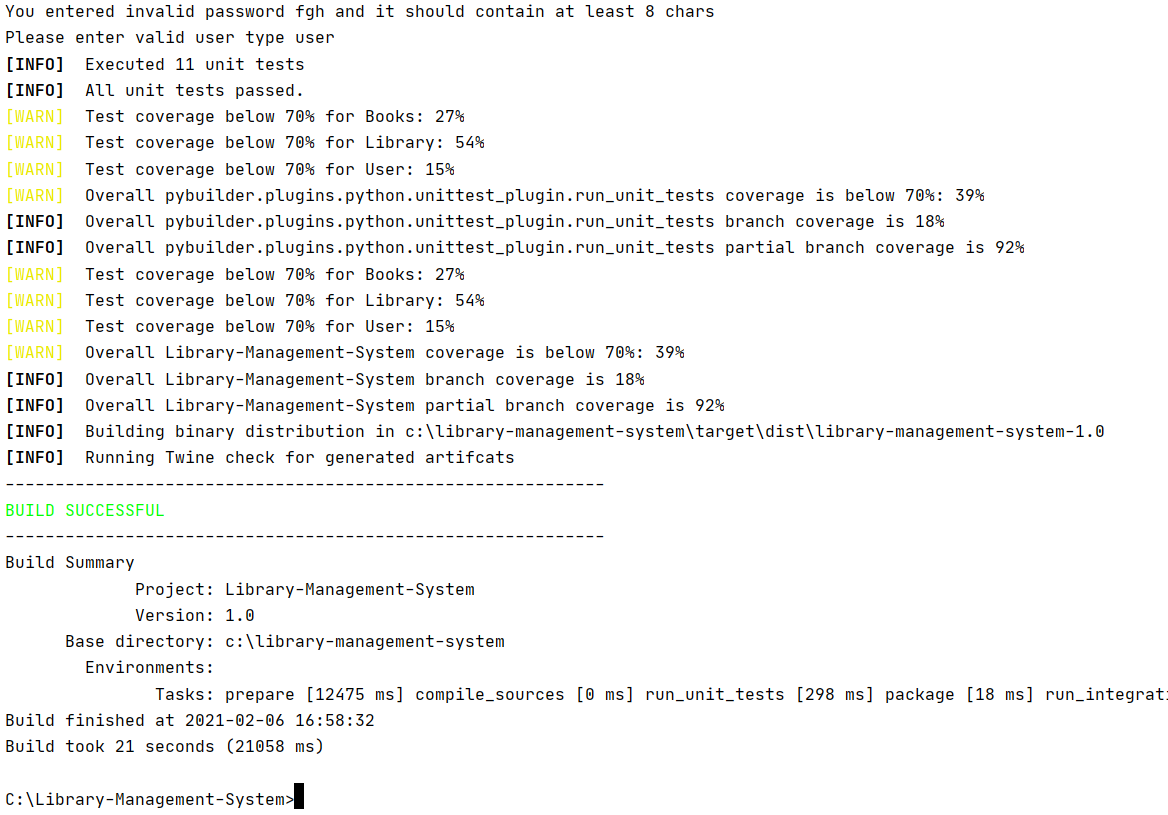 You entered invalid password fgh and it should contain at least 8 chars
Please enter valid user type user
[INFO]  Executed 11 unit tests
[INFO]  All unit tests passed.
[WARN]  Test coverage below 70% for Books: 27%
[WARN]  Test coverage below 70% for Library: 54%
[WARN]  Test coverage below 70% for User: 15%
[WARN]  Overall pybuilder.plugins.python.unittest_plugin.run_unit_tests coverage is below 70%: 39%
[INFO]  Overall pybuilder.plugins.python.unittest_plugin.run_unit_tests branch coverage is 18%
[INFO]  Overall pybuilder.plugins.python.unittest_plugin.run_unit_tests partial branch coverage is 92%
[WARN]  Test coverage below 70% for Books: 27%
[WARN]  Test coverage below 70% for Library: 54%
[WARN]  Test coverage below 70% for User: 15%
[WARN]  Overall Library-Management-System coverage is below 70%: 39%
[INFO]  Overall Library-Management-System branch coverage is 18%
[INFO]  Overall Library-Management-System partial branch coverage is 92%
[INFO]  Building binary distribution in c:\library-management-system\target\dist\library-management-system-1.0
[INFO]  Running Twine check for generated artifcats
------------------------------------------------------------
BUILD SUCCESSFUL
------------------------------------------------------------
Build Summary
             Project: Library-Management-System
             Version: 1.0
      Base directory: c:\library-management-system
        Environments:
               Tasks: prepare [12475 ms] compile_sources [0 ms] run_unit_tests [298 ms] package [18 ms] run_integrati
Build finished at 2021-02-06 16:58:32
Build took 21 seconds (21058 ms)
C:\Library-Management-System>